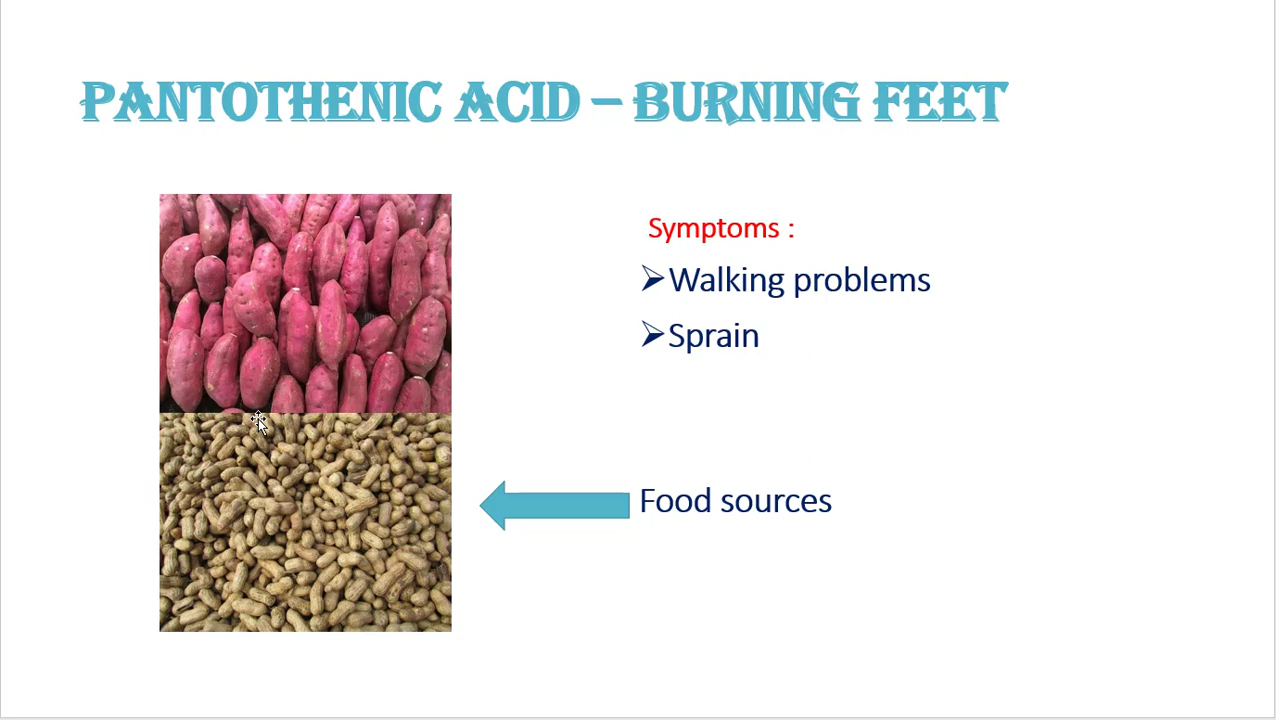 PANTOTHENIC ACID – BURNING FEET
Symptoms :
Walking problems
Sprain
Food sources